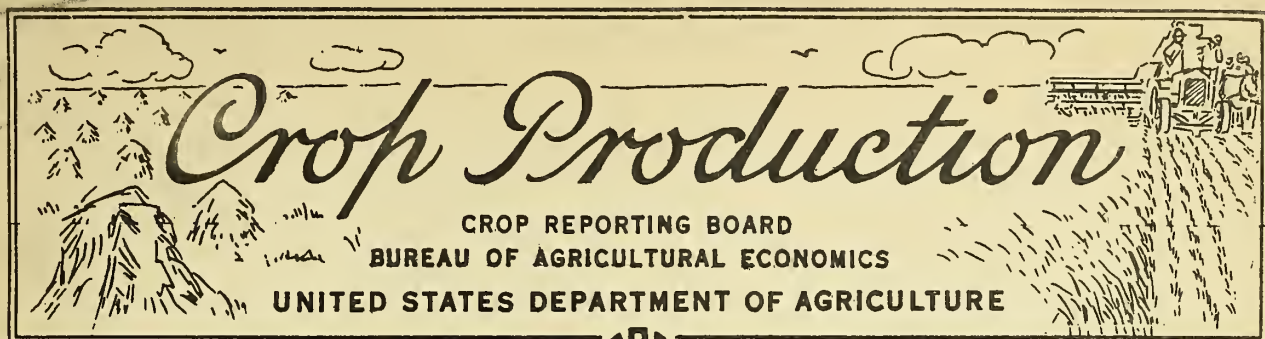 Crop Production
CROP REPORTING BOARD
BUREAU OF AGRICULTURAL ECONOMICS
UNITED STATES DEPARTMENT OF AGRICULTURE